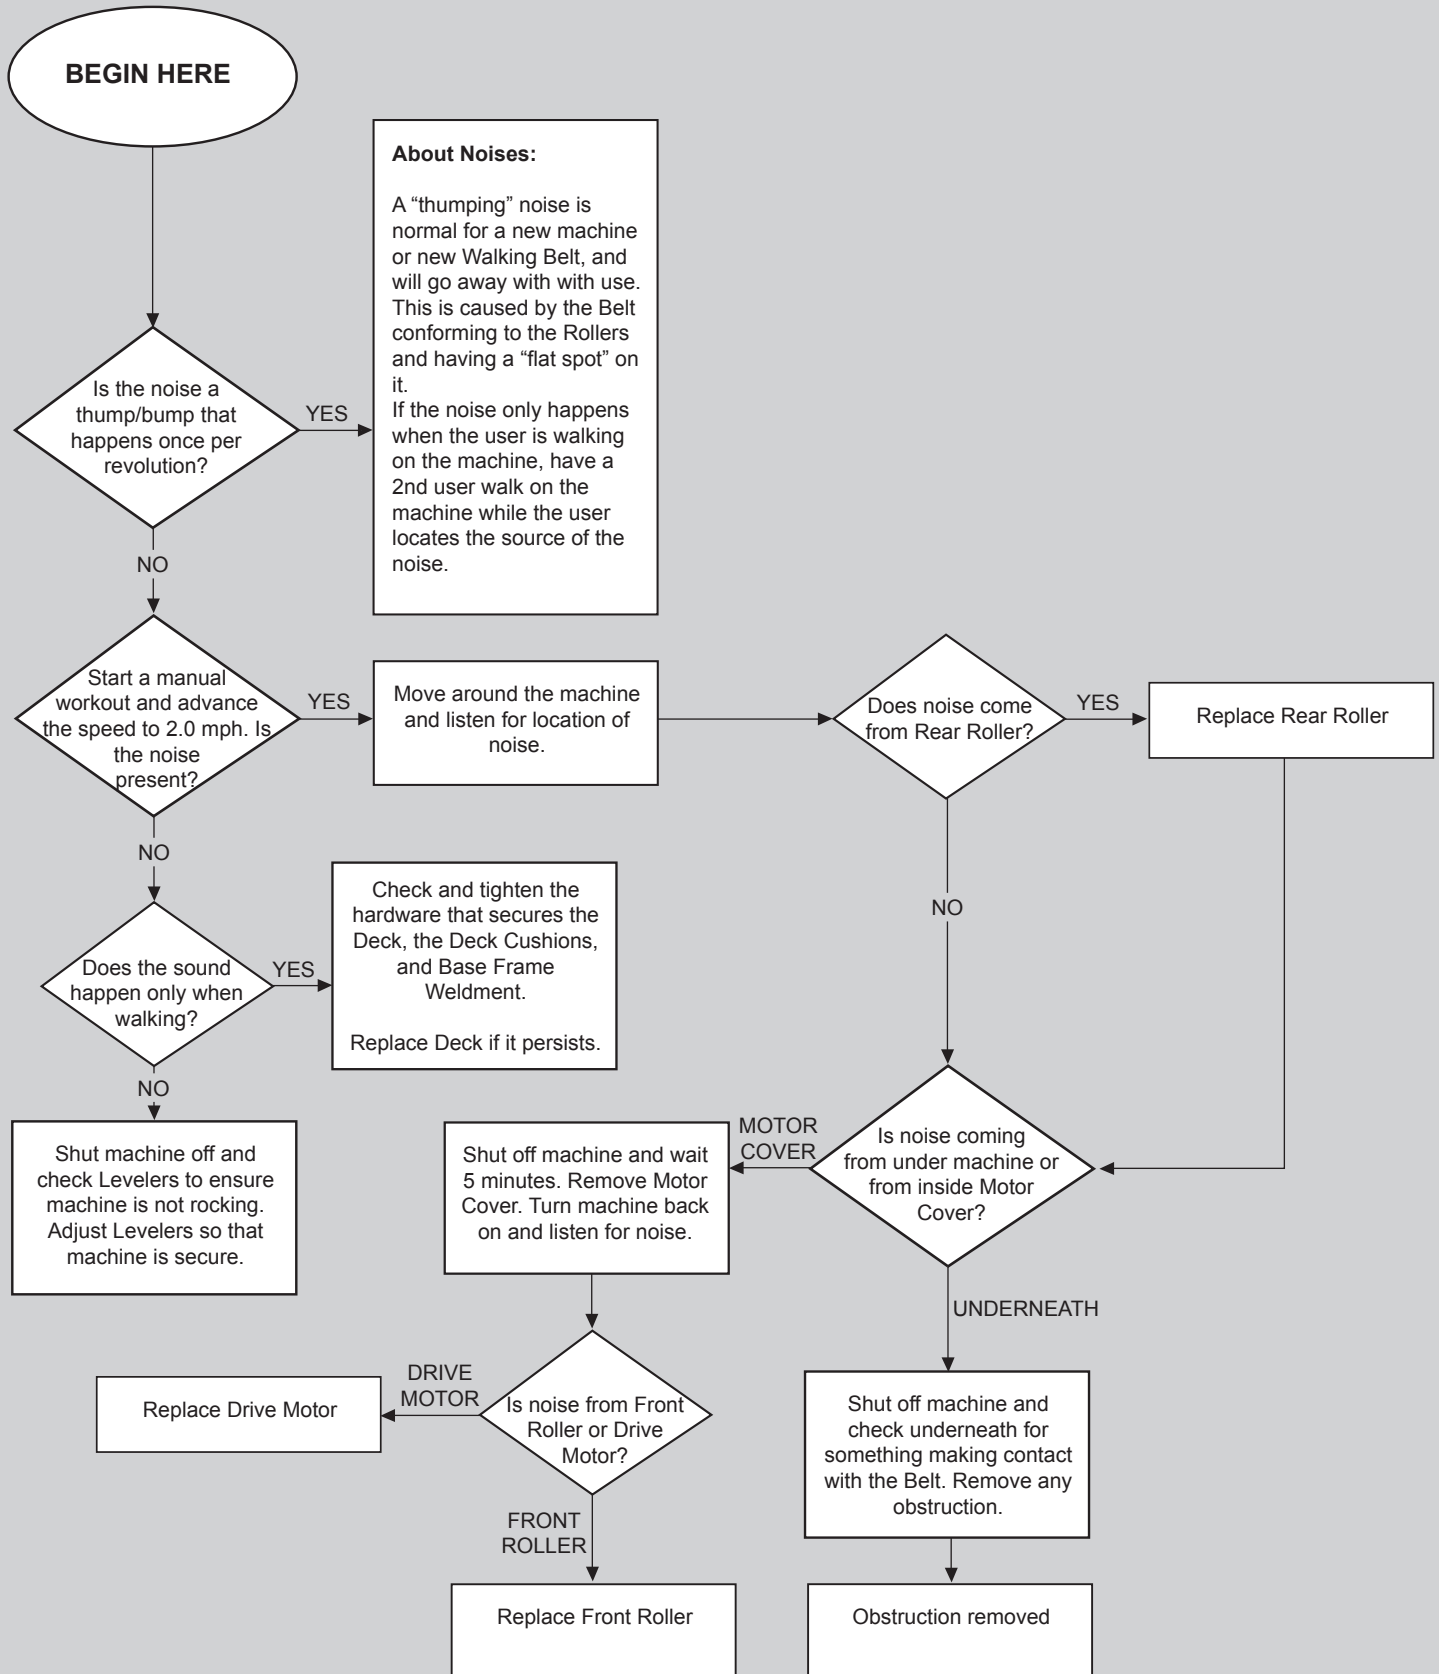 BEGIN HERE
About Noises:
A “thumping” noise is
normal for a new machine
or new Walking Belt, and
will go away with with use.
This is caused by the Belt
conforming to the Rollers
and having a “flat spot” on
it.
If the noise only happens
when the user is walking
on the machine, have a
2nd user walk on the
machine while the user
locates the source of the
noise.
Is the noise a
thump/bump that
happens once per
revolution?
YES
NO
Start a manual
workout and advance
the speed to 2.0 mph. Is
the noise
present?
YES
Move around the machine
and listen for location of
noise.
Does noise come
from Rear Roller?
YES
Replace Rear Roller
NO
NO
Does the sound
happen only when
walking?
YES
Check and tighten the
hardware that secures the
Deck, the Deck Cushions,
and Base Frame
Weldment.
Replace Deck if it persists.
NO
Shut machine off and
check Levelers to ensure
machine is not rocking.
Adjust Levelers so that
machine is secure.
Is noise coming
from under machine or
from inside Motor
Cover?
MOTOR
COVER
Shut off machine and wait
5 minutes. Remove Motor
Cover. Turn machine back
on and listen for noise.
UNDERNEATH
Is noise from Front
Roller or Drive
Motor?
DRIVE
MOTOR
Replace Drive Motor
FRONT
ROLLER
Replace Front Roller
Shut off machine and
check underneath for
something making contact
with the Belt. Remove any
obstruction.
Obstruction removed